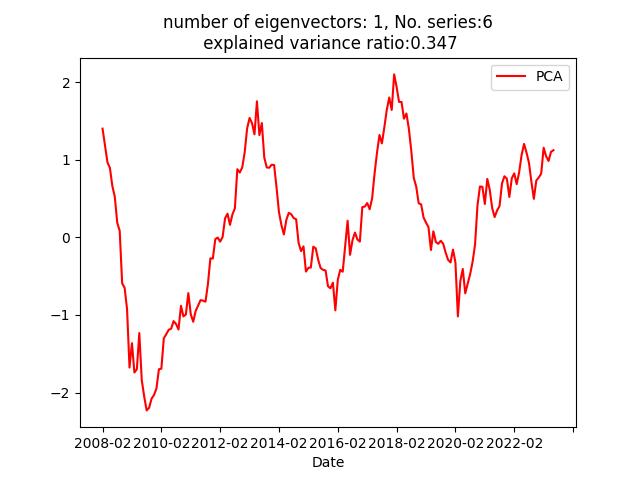 number of eigenvectors: 1, No. series:6
explained variance ratio:0.347
PCA
2
1
0
−1
−2
2008-02 2010-02 2012-02 2014-02 2016-02 2018-02 2020-02 2022-02
Date